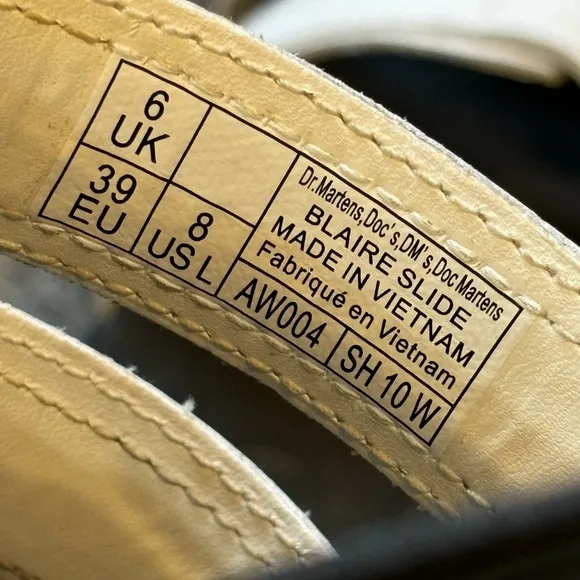 6
UK
39
EU
8
US L
Dr.Martens,Doc's,DM's,Doc Martens
BLAIRE SLIDE
MADE IN VIETNAM
Fabriqué en Vietnam
AW004
SH 10 W